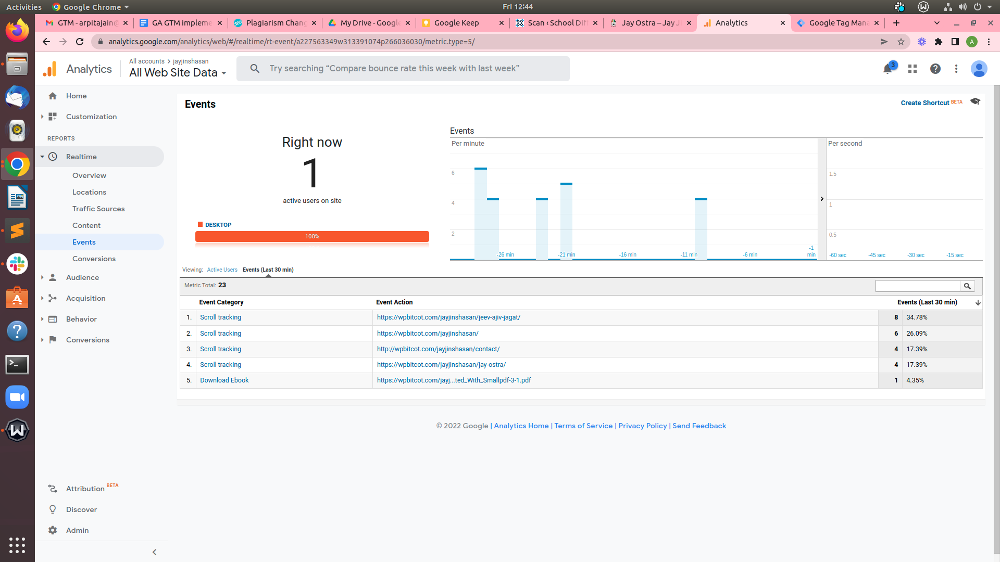 Activities
Google Chrome
Fri 12:44
GTM - arpitajain@
GA GTM impleme
Plagiarism Chan
My Drive - Google
Google Keep
Scan ‹ School Diff
Jay Ostra – Jay Ji
Analytics
Google Tag Mana
analytics.google.com/analytics/web/#/realtime/rt-event/a227563349w313391074p266036030/metric.type=5/
A
Analytics
All accounts > jayjinshasan
All Web Site Data
Try searching “Compare bounce rate this week with last week”
3
Home
Customization
REPORTS
Realtime
Overview
Locations
Traffic Sources
Content
Events
Conversions
Audience
Acquisition
Behavior
Conversions
Attribution BETA
Discover
Admin
Events
Create Shortcut BETA
Right now
1
active users on site
DESKTOP
100%
Events
Per minute
6
4
2
-26 min
-21 min
-16 min
-11 min
-6 min
-1 min
Per second
1.5
1
0.5
-60 sec
-45 sec
-30 sec
-15 sec
Viewing: Active Users Events (Last 30 min)
Metric Total: 23
Event Category Event Action Events (Last 30 min)
1. Scroll tracking https://wpbitcot.com/jayjinshasan/jeev-ajiv-jagat/ 8 34.78%
2. Scroll tracking https://wpbitcot.com/jayjinshasan/ 6 26.09%
3. Scroll tracking http://wpbitcot.com/jayjinshasan/contact/ 4 17.39%
4. Scroll tracking https://wpbitcot.com/jayjinshasan/jay-ostra/ 4 17.39%
5. Download Ebook https://wpbitcot.com/jayj...ted_With_Smallpdf-3-1.pdf 1 4.35%
© 2022 Google | Analytics Home | Terms of Service | Privacy Policy | Send Feedback